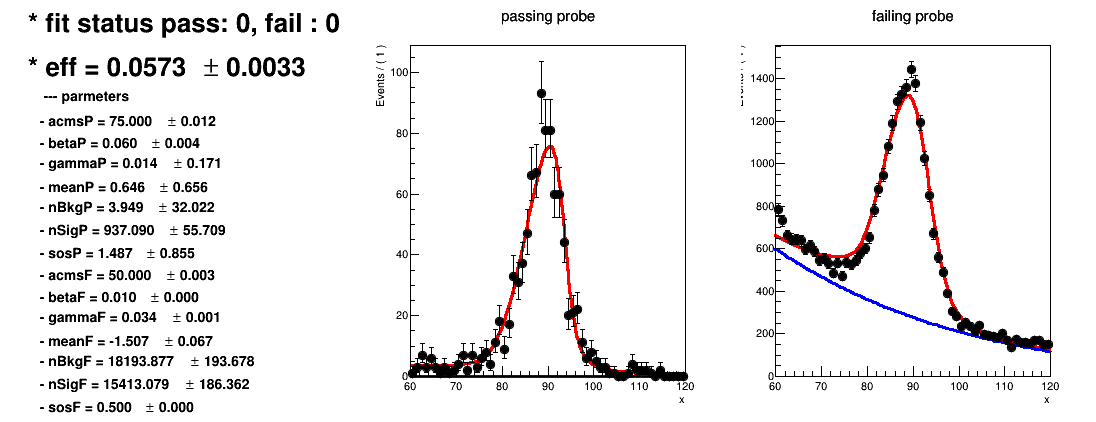 * fit status pass: 0, fail : 0
* eff = 0.0573 ± 0.0033
--- parmeters
- acmsP = 75.000 ± 0.012
- betaP = 0.060 ± 0.004
- gammaP = 0.014 ± 0.171
- meanP = 0.646 ± 0.656
- nBkgP = 3.949 ± 32.022
- nSigP = 937.090 ± 55.709
- sosP = 1.487 ± 0.855
- acmsF = 50.000 ± 0.003
- betaF = 0.010 ± 0.000
- gammaF = 0.034 ± 0.001
- meanF = -1.507 ± 0.067
- nBkgF = 18193.877 ± 193.678
- nSigF = 15413.079 ± 186.362
- sosF = 0.500 ± 0.000
passing probe
Events / ( 1 )
100
80
60
40
20
0
60 70 80 90 100 110 120
x
failing probe
1400
1200
1000
800
600
400
200
0
60 70 80 90 100 110 120
x